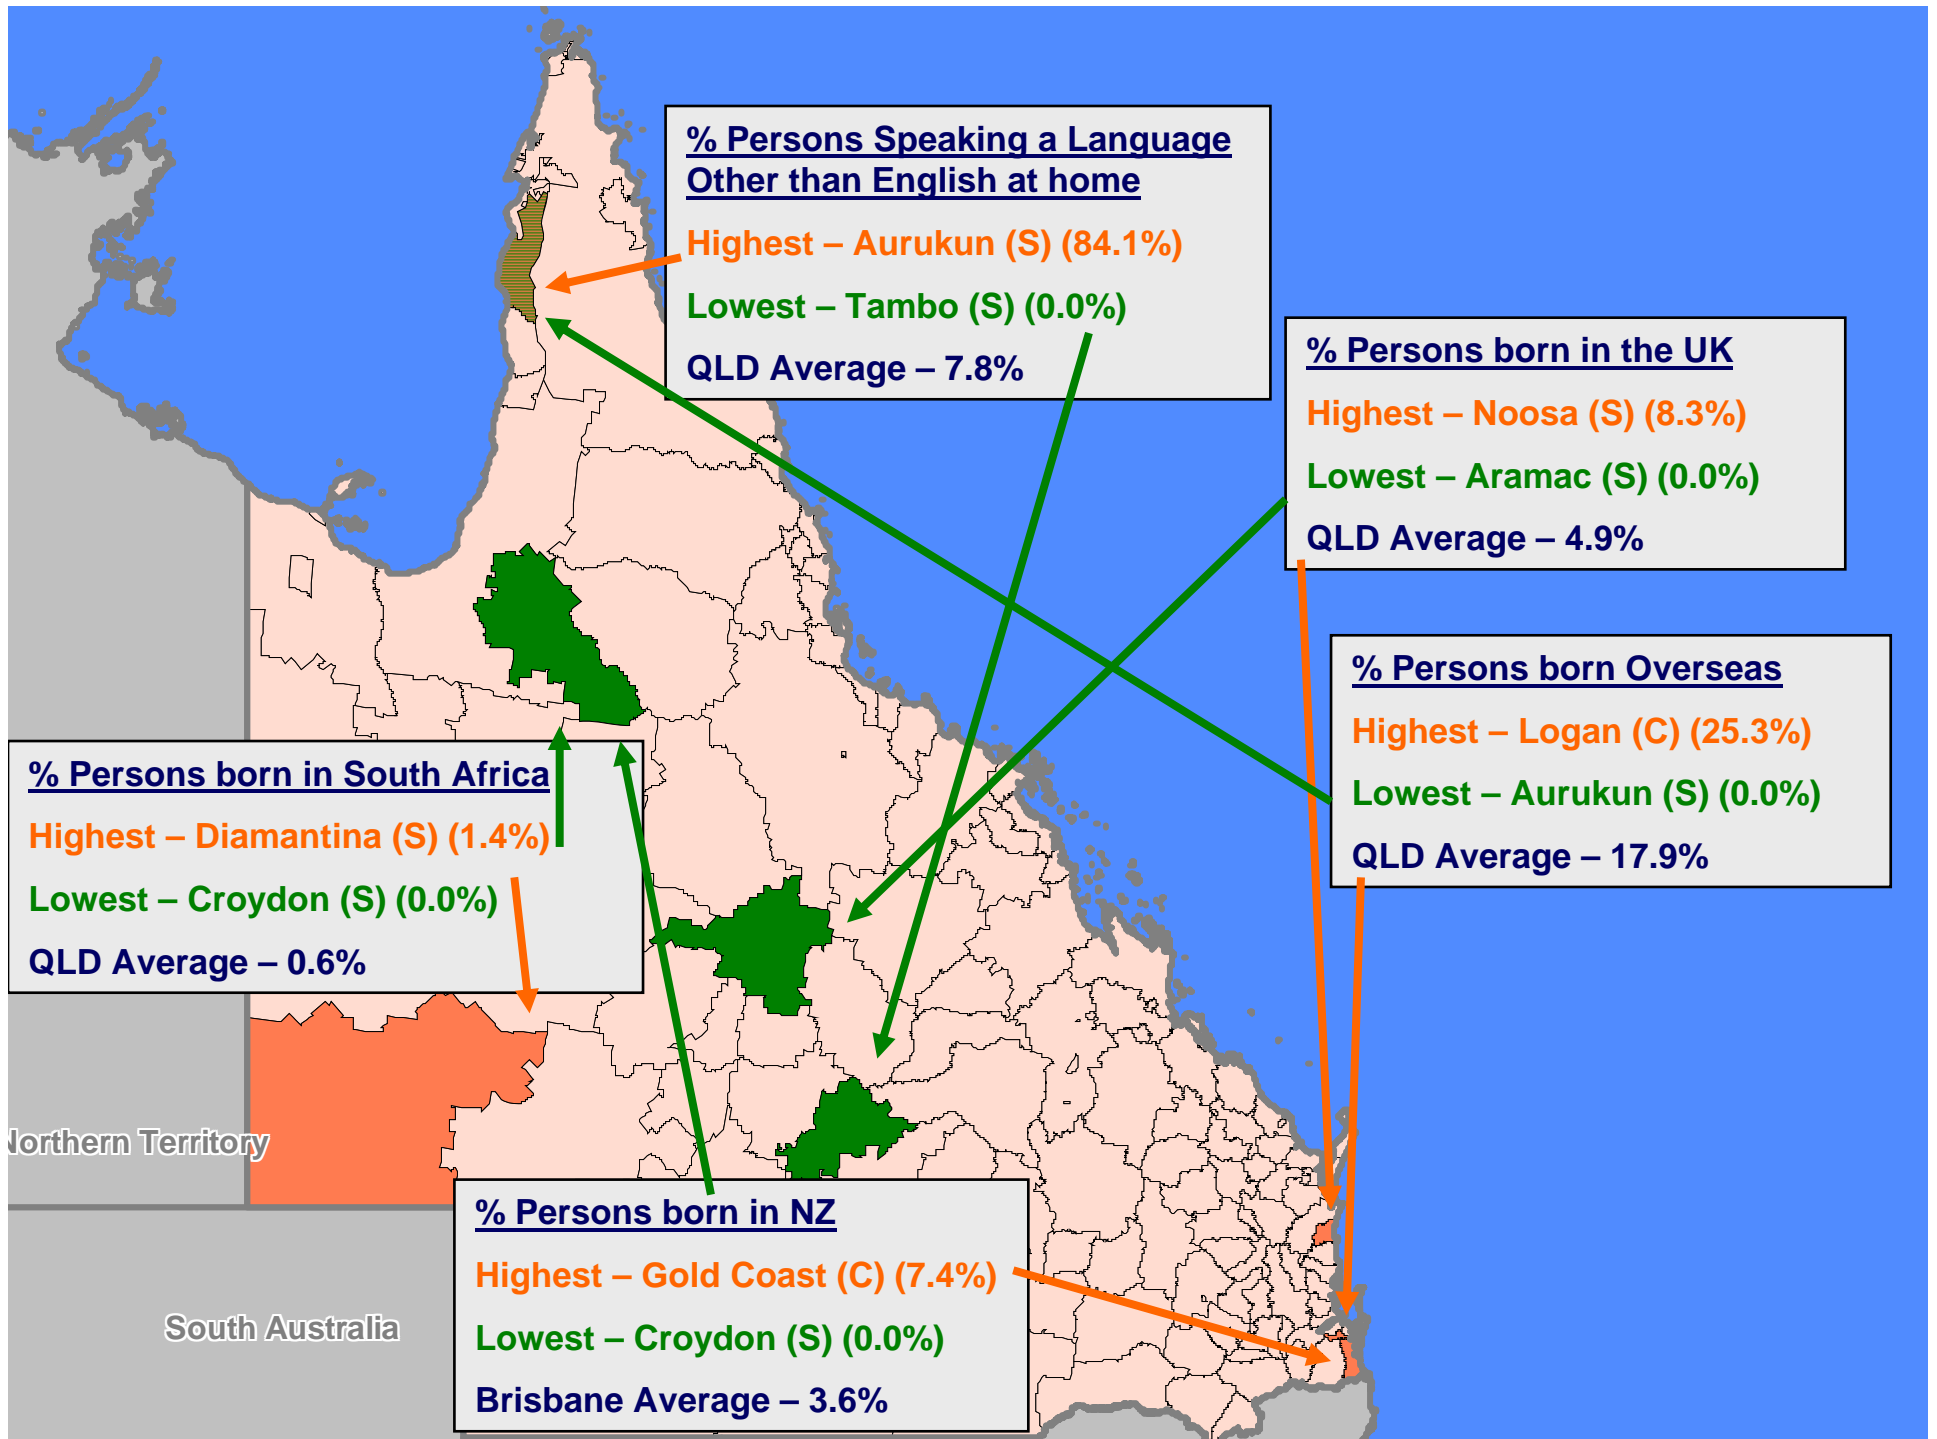 % Persons Speaking a Language
Other than English at home
Highest – Aurukun (S) (84.1%)
Lowest – Tambo (S) (0.0%)
QLD Average – 7.8%
% Persons born in the UK
Highest – Noosa (S) (8.3%)
Lowest – Aramac (S) (0.0%)
QLD Average – 4.9%
% Persons born Overseas
Highest – Logan (C) (25.3%)
Lowest – Aurukun (S) (0.0%)
QLD Average – 17.9%
% Persons born in South Africa
Highest – Diamantina (S) (1.4%)
Lowest – Croydon (S) (0.0%)
QLD Average – 0.6%
Northern Territory
% Persons born in NZ
Highest – Gold Coast (C) (7.4%)
Lowest – Croydon (S) (0.0%)
Brisbane Average – 3.6%
South Australia